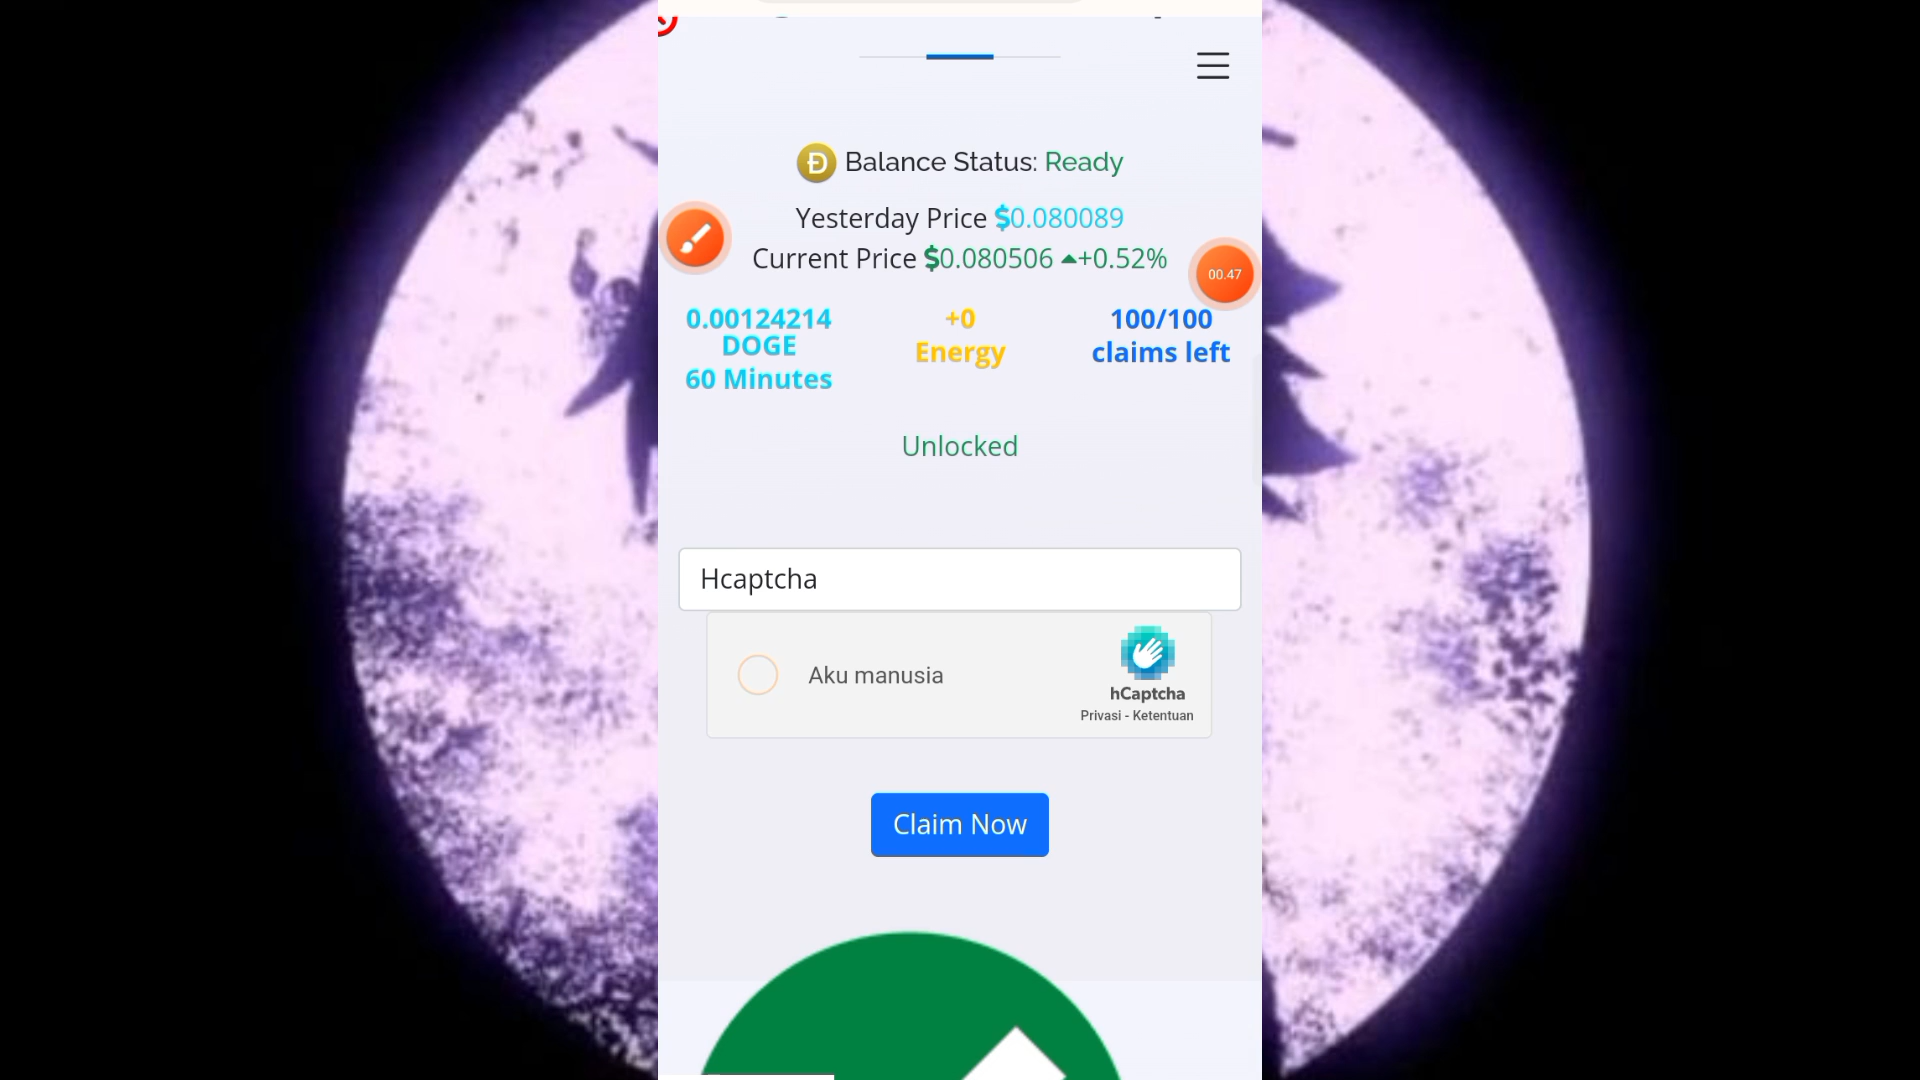 Balance Status: Ready
Yesterday Price $0.080089
Current Price $0.080506 +0.52%
00.47
0.00124214
DOGE
60 Minutes
+0
Energy
100/100
claims left
Unlocked
Hcaptcha
Aku manusia
hCaptcha
Privasi - Ketentuan
Claim Now